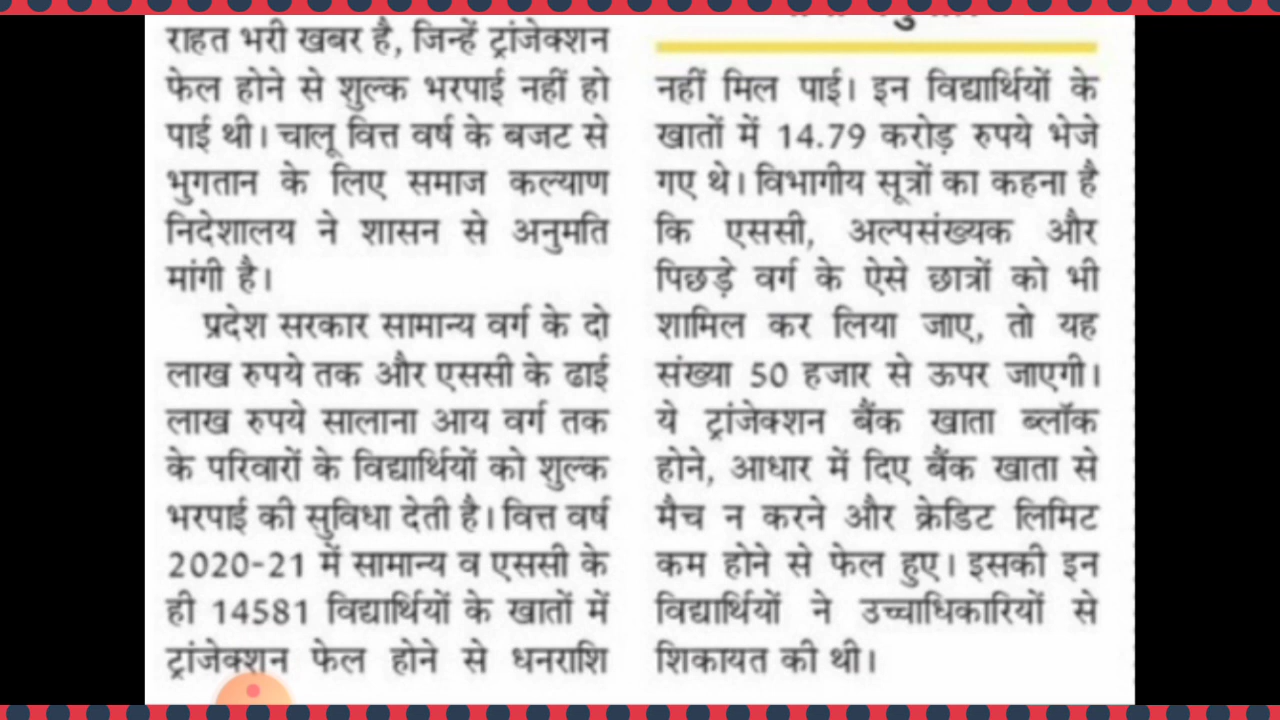 राहत भरी खबर है, जिन्हें ट्रांजेक्शन
फेल होने से शुल्क भरपाई नहीं हो
पाई थी। चालू वित्त वर्ष के बजट से
भुगतान के लिए समाज कल्याण
निदेशालय ने शासन से अनुमति
मांगी है।
प्रदेश सरकार सामान्य वर्ग के दो
लाख रुपये तक और एससी के ढाई
लाख रुपये सालाना आय वर्ग तक
के परिवारों के विद्यार्थियों को शुल्क
भरपाई की सुविधा देती है। वित्त वर्ष
2020-21 में सामान्य व एससी के
ही 14581 विद्यार्थियों के खातों में
ट्रांजेक्शन फेल होने से धनराशि
नहीं मिल पाई। इन विद्यार्थियों के
खातों में 14.79 करोड़ रुपये भेजे
गए थे। विभागीय सूत्रों का कहना है
कि एससी, अल्पसंख्यक और
पिछड़े वर्ग के ऐसे छात्रों को भी
शामिल कर लिया जाए, तो यह
संख्या 50 हजार से ऊपर जाएगी।
ये ट्रांजेक्शन बैंक खाता ब्लॉक
होने, आधार में दिए बैंक खाता से
मैच न करने और क्रेडिट लिमिट
कम होने से फेल हुए। इसकी इन
विद्यार्थियों ने उच्चाधिकारियों से
शिकायत की थी।